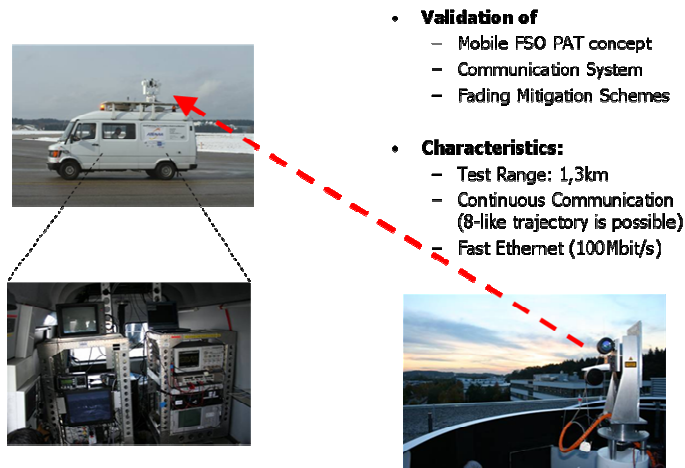 • Validation of
– Mobile FSO PAT concept
– Communication System
– Fading Mitigation Schemes
• Characteristics:
– Test Range: 1,3km
– Continuous Communication
(8-like trajectory is possible)
– Fast Ethernet (100Mbit/s)